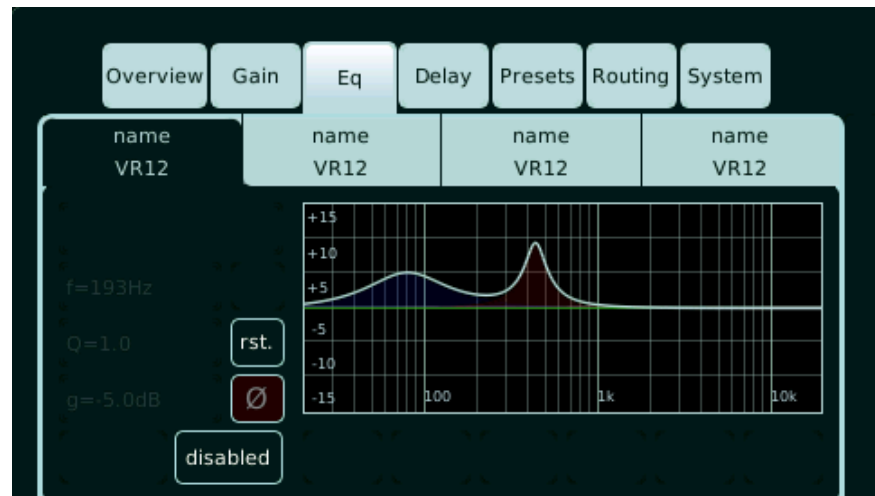 Overview Gain Eq Delay Presets Routing System
name name name name
VR12 VR12 VR12 VR12
+15
+10
+5
-5
-10
-15 100 1k 10k
f=193Hz
Q=1.0
rst.
g=-5.0dB
Ø
disabled